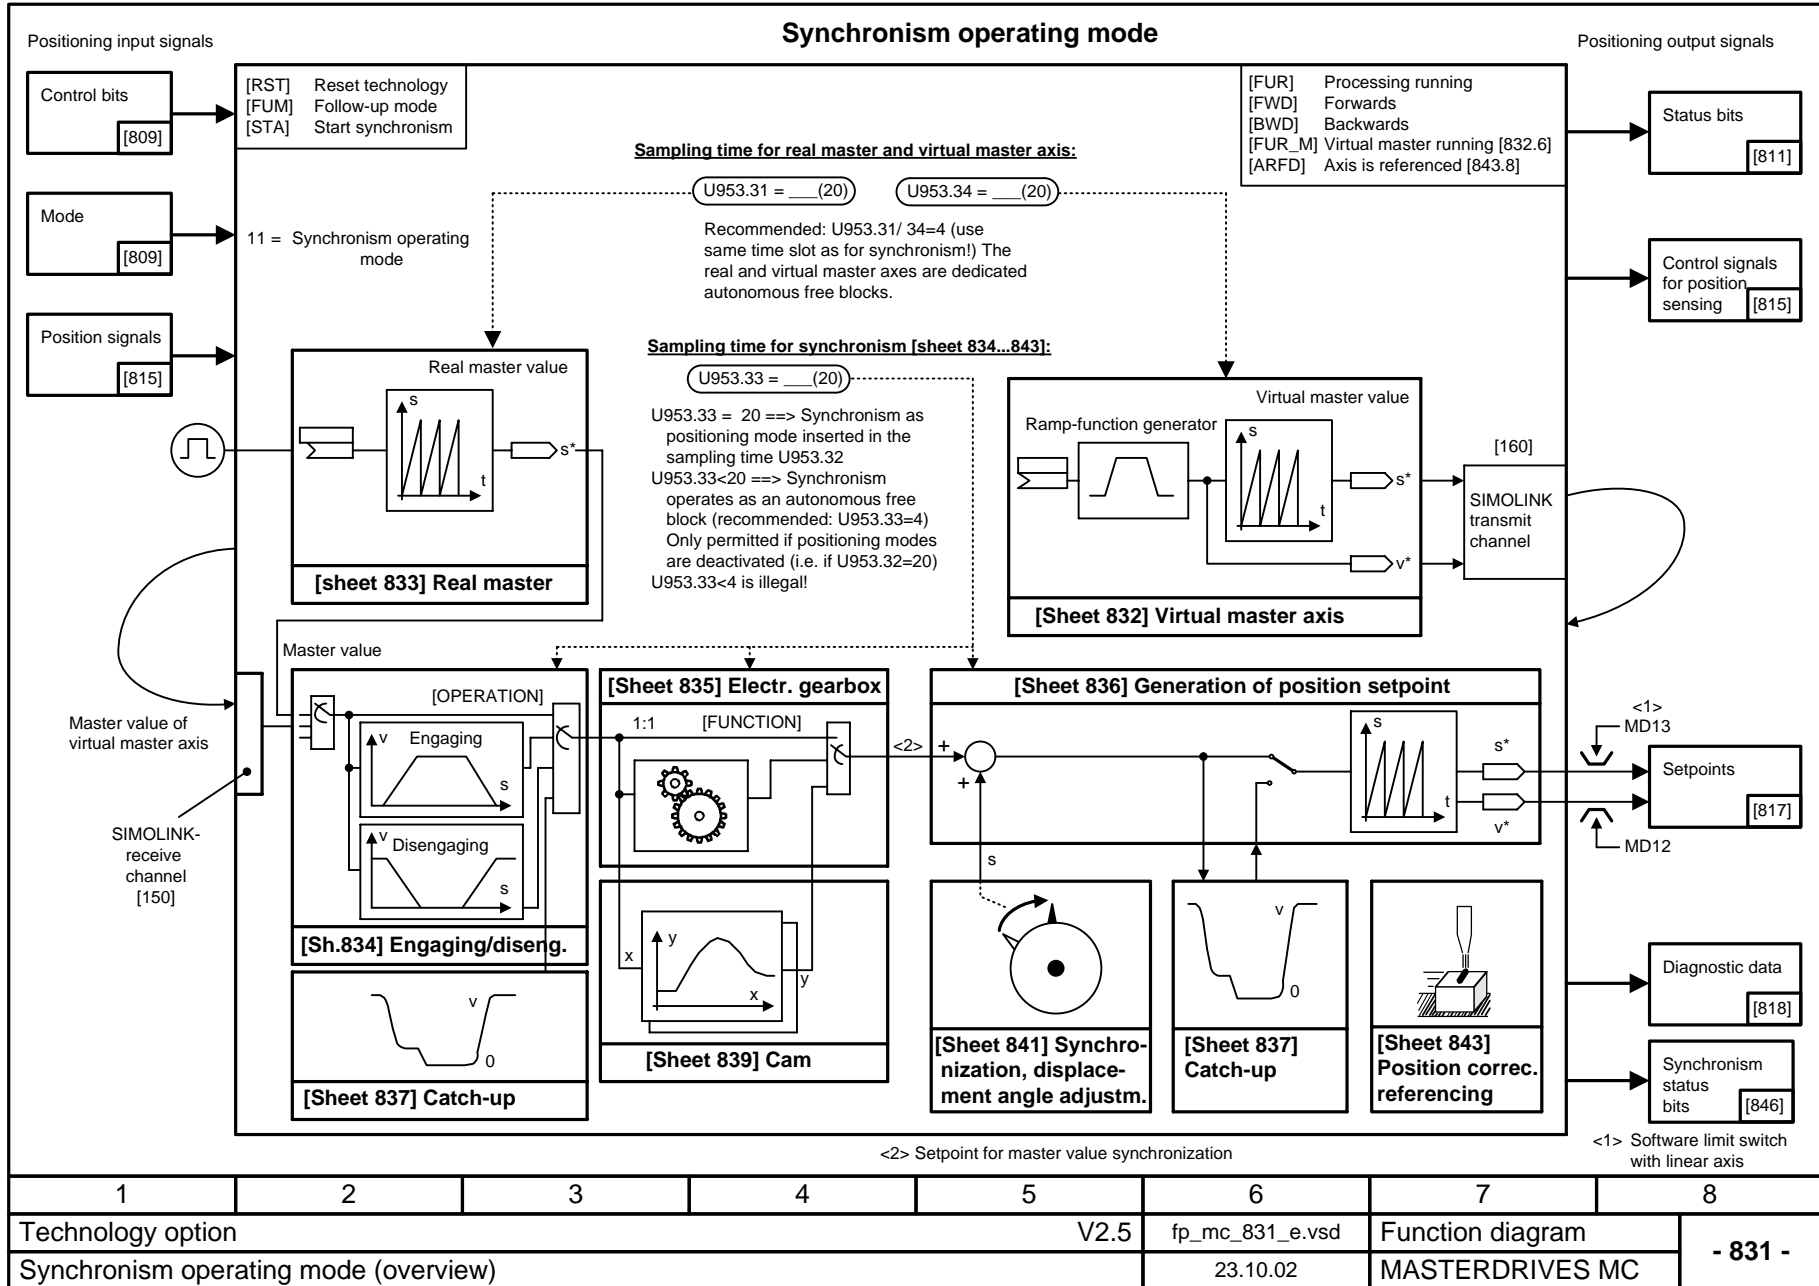 Synchronism operating mode
Positioning input signals
Positioning output signals
Control bits
[809]
Mode
[809]
Position signals
[815]
[RST] Reset technology
[FUM] Follow-up mode
[STA] Start synchronism
11 = Synchronism operating
mode
Sampling time for real master and virtual master axis:
U953.31 = ___(20)
U953.34 = ___(20)
Recommended: U953.31/ 34=4 (use
same time slot as for synchronism!) The
real and virtual master axes are dedicated
autonomous free blocks.
[FUR] Processing running
[FWD] Forwards
[BWD] Backwards
[FUR_M] Virtual master running [832.6]
[ARFD] Axis is referenced [843.8]
Status bits
[811]
Control signals
for position
sensing
[815]
Real master value
s
t
s*
[sheet 833] Real master
Sampling time for synchronism [sheet 834...843]:
U953.33 = ___(20)
U953.33 = 20 ==> Synchronism as
positioning mode inserted in the
sampling time U953.32
U953.33<20 ==> Synchronism
operates as an autonomous free
block (recommended: U953.33=4)
Only permitted if positioning modes
are deactivated (i.e. if U953.32=20)
U953.33<4 is illegal!
Virtual master value
Ramp-function generator
s
t
s*
v*
[Sheet 832] Virtual master axis
[160]
SIMOLINK
transmit
channel
Master value
Master value of
virtual master axis
SIMOLINK-
receive
channel
[150]
[OPERATION]
v
Engaging
s
v
Disengaging
s
[Sh.834] Engaging/diseng.
v
0
[Sheet 837] Catch-up
[Sheet 835] Electr. gearbox
1:1
[FUNCTION]
x
y
x
y
[Sheet 839] Cam
<2>
[Sheet 836] Generation of position setpoint
+
+
s
s
t
s*
v*
<1>
MD13
MD12
Setpoints
[817]
[Sheet 841] Synchro-
nization, displace-
ment angle adjustm.
v
0
[Sheet 837]
Catch-up
[Sheet 843]
Position correc.
referencing
Diagnostic data
[818]
Synchronism
status
bits
[846]
<2> Setpoint for master value synchronization
<1> Software limit switch
with linear axis
1 2 3 4 5 6 7 8
Technology option V2.5 fp_mc_831_e.vsd Function diagram
- 831 -
Synchronism operating mode (overview) 23.10.02 MASTERDRIVES MC